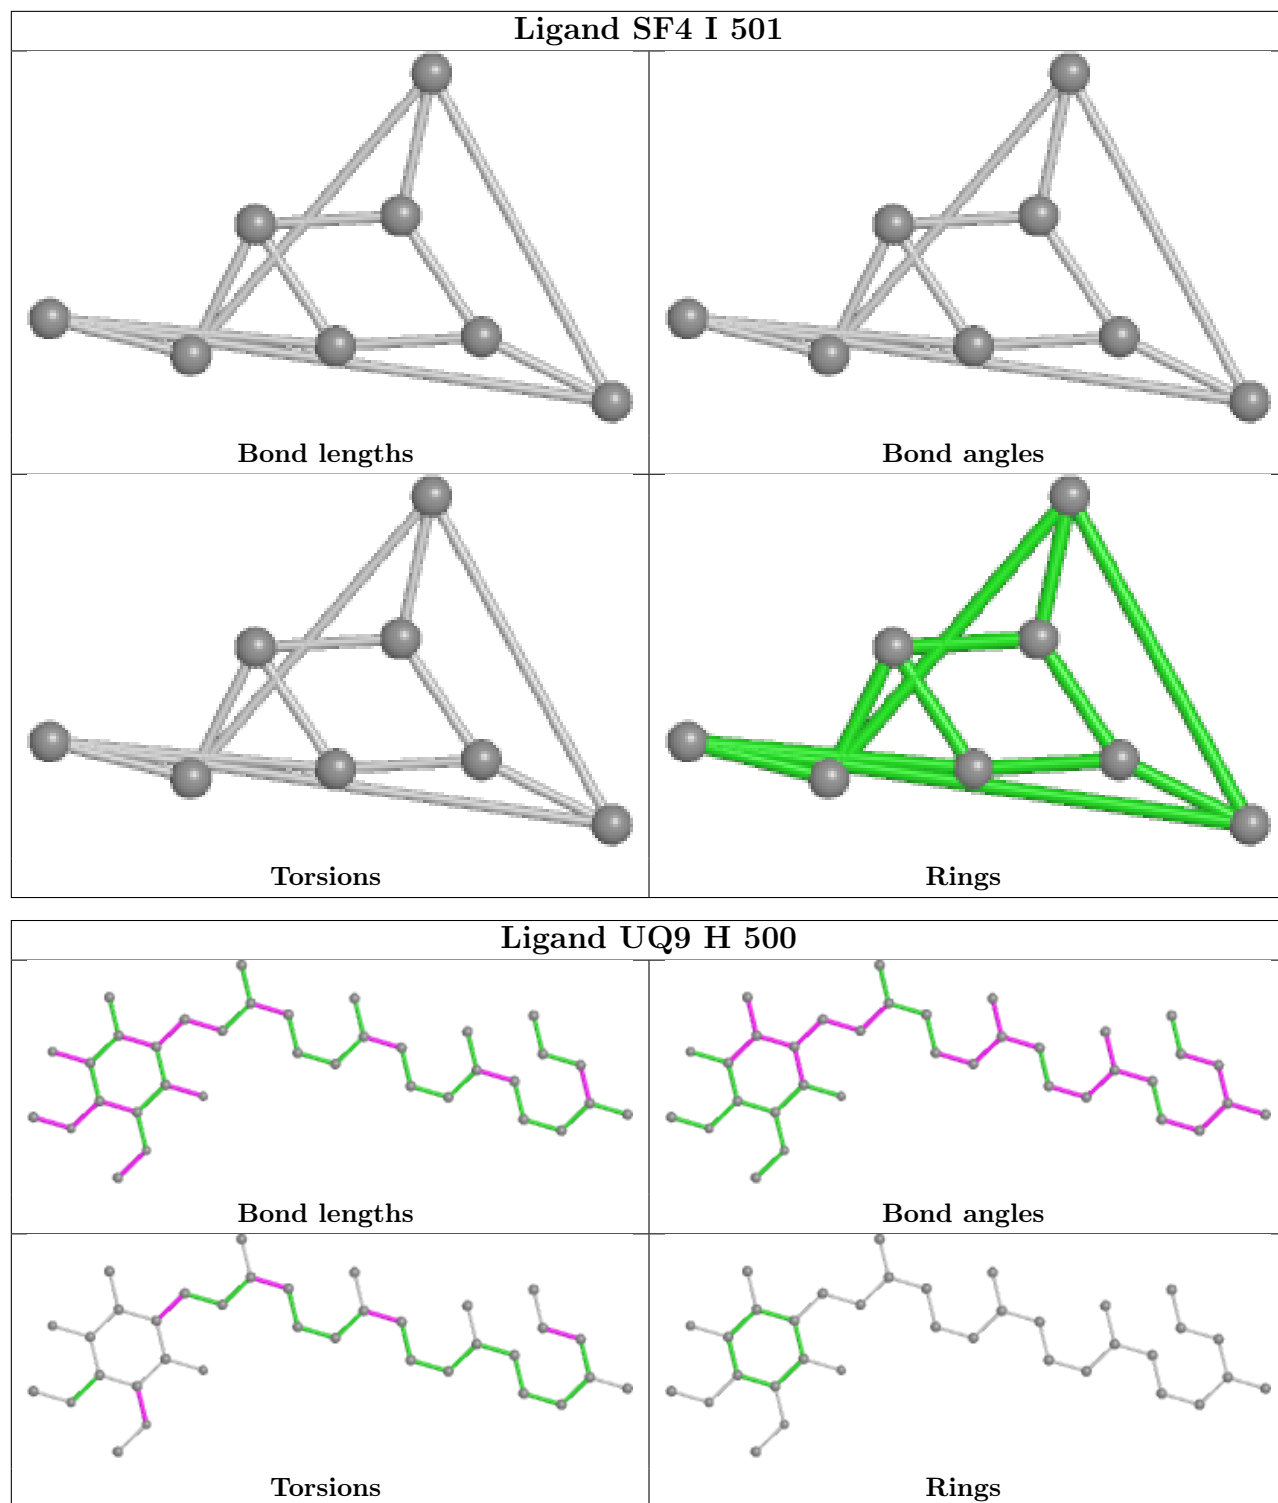 Ligand SF4 I 501
Bond lengths
Bond angles
Torsions
Rings
Ligand UQ9 H 500
Bond lengths
Bond angles
Torsions
Rings